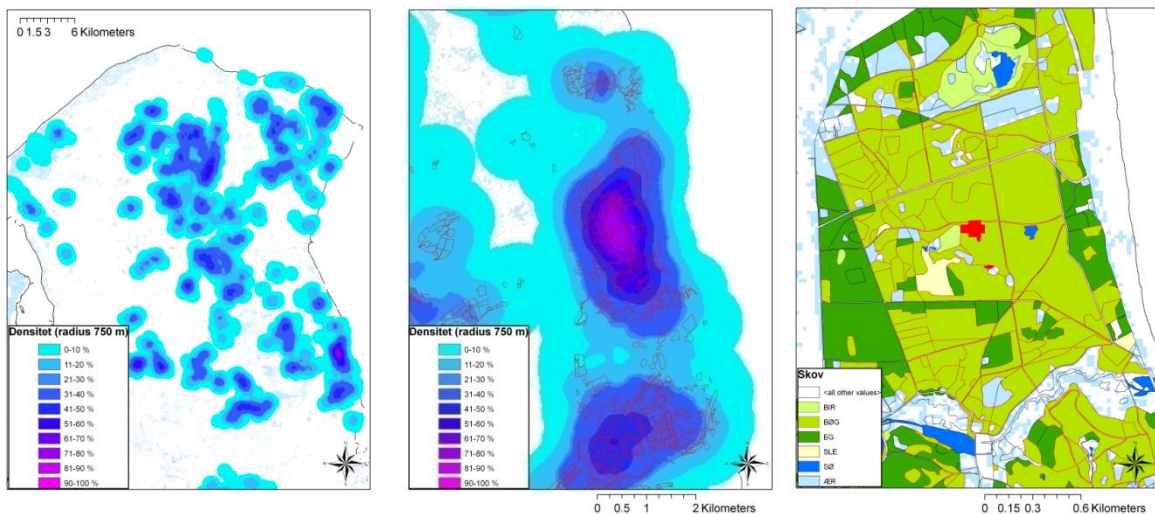 0 1.5 3 6 Kilometers
Densitet (radius 750 m)
0-10 %
11-20 %
21-30 %
31-40 %
41-50 %
51-60 %
61-70 %
71-80 %
81-90 %
90-100 %
Densitet (radius 750 m)
0-10 %
11-20 %
21-30 %
31-40 %
41-50 %
51-60 %
61-70 %
71-80 %
81-90 %
90-100 %
0 0.5 1 2 Kilometers
Skov
<all other values>
BIR
BØG
EG
SLE
SØ
ÆR
0 0.15 0.3 0.6 Kilometers